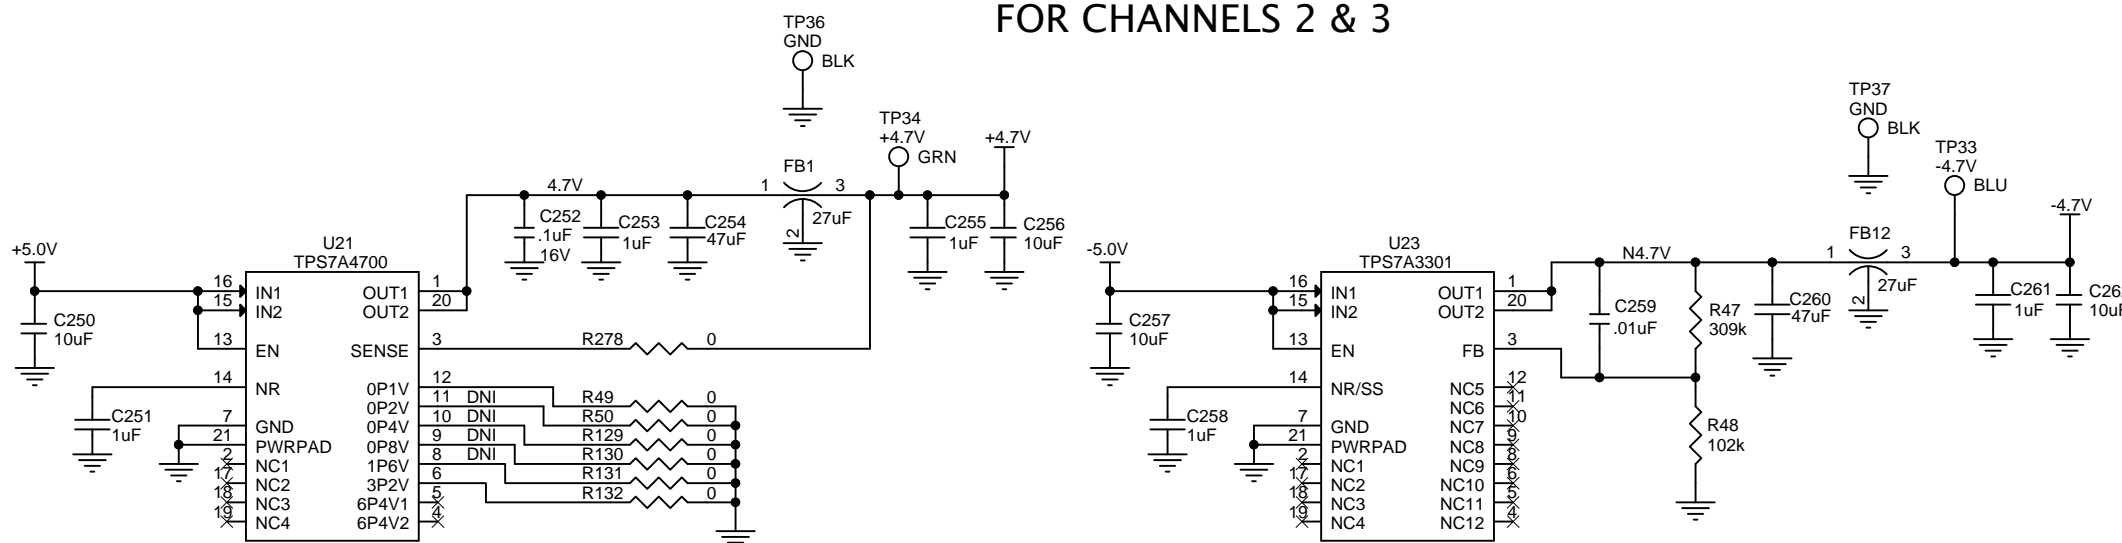 FOR CHANNELS 2 & 3
TP36
GND
BLK
TP34
+4.7V
GRN
+4.7V
FB1
1
3
2
27uF
4.7V
C252
.1uF
16V
C253
1uF
C254
47uF
C255
1uF
C256
10uF
+5.0V
C250
10uF
C251
1uF
U21
TPS7A4700
16 IN1
15 IN2
13 EN
14 NR
7 GND
21 PWRPAD
2 NC1
17 NC2
18 NC3
19 NC4
OUT1 1
OUT2 20
SENSE 3
R278 0
0P1V 12
0P2V 11 DNI
0P4V 10 DNI
0P8V 9 DNI
1P6V 8 DNI
3P2V 6
6P4V1 5
6P4V2 4
R49 0
R50 0
R129 0
R130 0
R131 0
R132 0
TP37
GND
BLK
TP33
-4.7V
BLU
-4.7V
FB12
1
3
2
27uF
N4.7V
-5.0V
C257
10uF
C258
1uF
U23
TPS7A3301
16 IN1
15 IN2
13 EN
14 NR/SS
7 GND
21 PWRPAD
2 NC1
17 NC2
18 NC3
19 NC4
OUT1 1
OUT2 20
FB 3
NC5 12
NC6 11
NC7 10
NC8 9
NC9 8
NC10 6
NC11 5
NC12 4
C259
.01uF
R47
309k
C260
47uF
R48
102k
C261
1uF